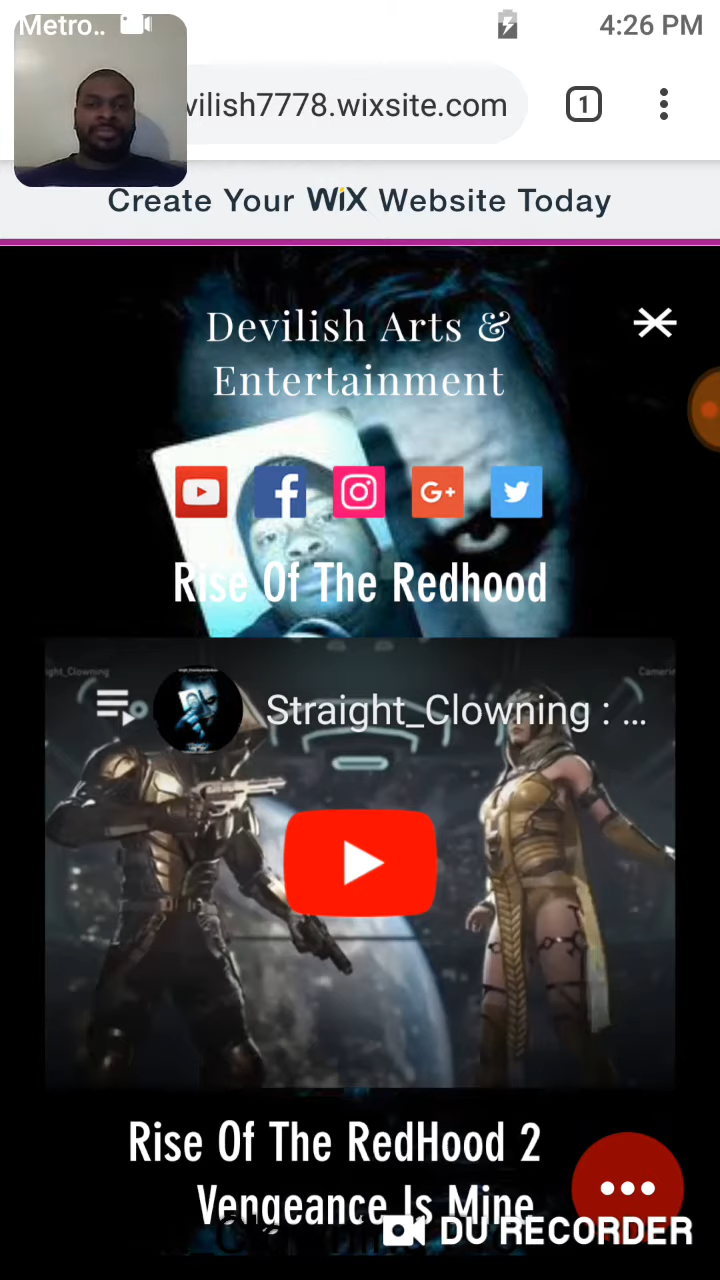 Metro..
4:26 PM
vilish7778.wixsite.com
1
Create Your WiX Website Today
Devilish Arts &
Entertainment
G+
Rise Of The Redhood
Straight_Clowning : ...
Rise Of The RedHood 2
Vengeance Is Mine
DU RECORDER